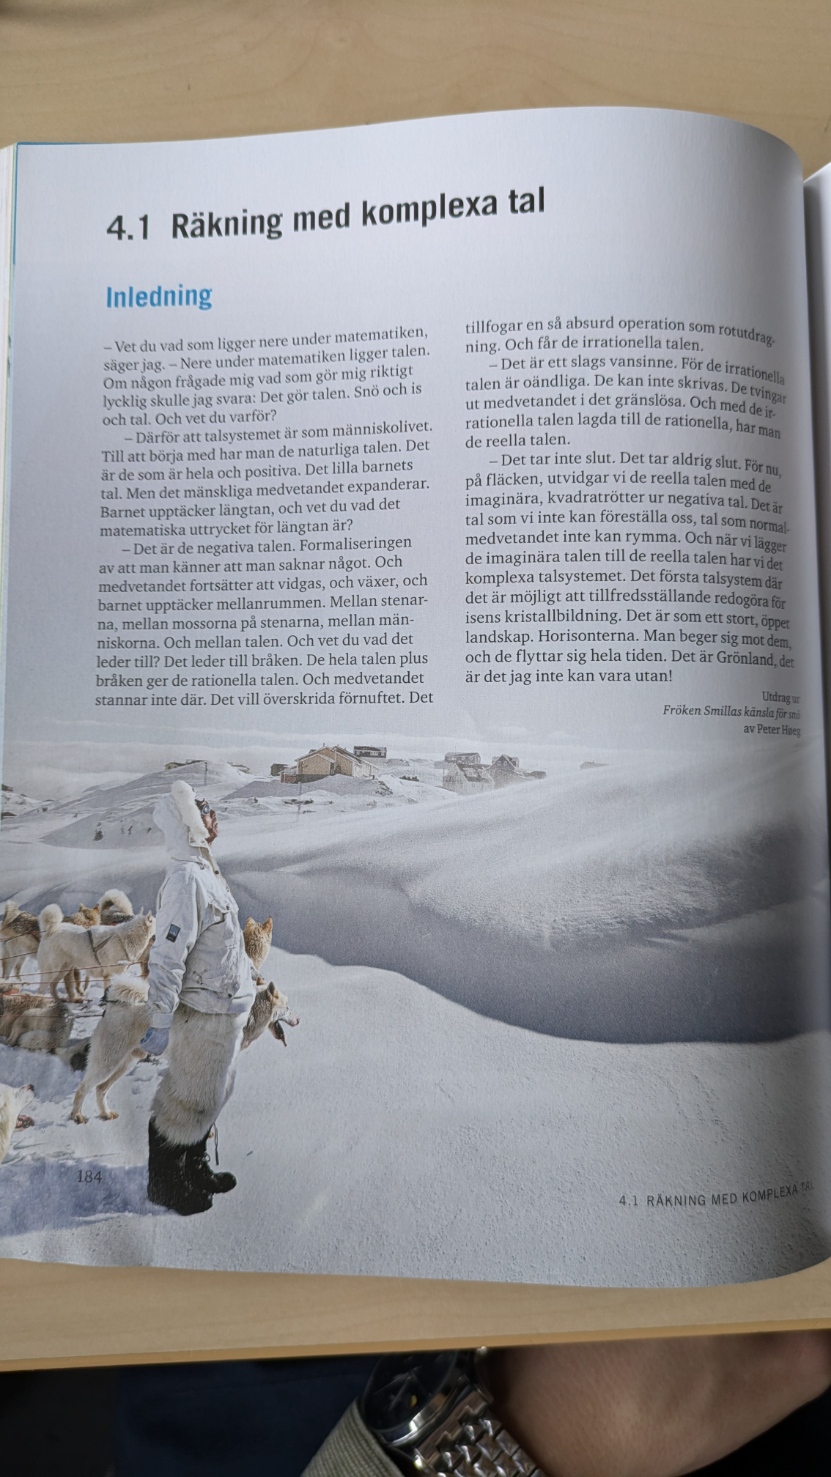 4.1 Räkning med komplexa tal
Inledning
– Vet du vad som ligger nere under matematiken,
säger jag. – Nere under matematiken ligger talen.
Om någon frågade mig vad som gör mig riktigt
lycklig skulle jag svara: Det gör talen. Snö och is
och tal. Och vet du varför?
– Därför att talsystemet är som människolivet.
Till att börja med har man de naturliga talen. Det
är de som är hela och positiva. Det lilla barnets
tal. Men det mänskliga medvetandet expanderar.
Barnet upptäcker längtan, och vet du vad det
matematiska uttrycket för längtan är?
– Det är de negativa talen. Formaliseringen
av att man känner att man saknar något. Och
medvetandet fortsätter att vidgas, och växer, och
barnet upptäcker mellanrummen. Mellan stenar-
na, mellan mossorna på stenarna, mellan män-
niskorna. Och mellan talen. Och vet du vad det
leder till? Det leder till bråken. De hela talen plus
bråken ger de rationella talen. Och medvetandet
stannar inte där. Det vill överskrida förnuftet. Det
tillfogar en så absurd operation som rotutdrag-
ning. Och får de irrationella talen.
– Det är ett slags vansinne. För de irrationella
talen är oändliga. De kan inte skrivas. De tvingar
ut medvetandet i det gränslösa. Och med de ir-
rationella talen lagda till de rationella, har man
de reella talen.
– Det tar inte slut. Det tar aldrig slut. För nu,
på fläcken, utvidgar vi de reella talen med de
imaginära, kvadratrötter ur negativa tal. Det är
tal som vi inte kan föreställa oss, tal som normal-
medvetandet inte kan rymma. Och när vi lägger
de imaginära talen till de reella talen har vi det
komplexa talsystemet. Det första talsystem där
det är möjligt att tillfredsställande redogöra för
isens kristallbildning. Det är som ett stort, öppet
landskap. Horisonterna. Man beger sig mot dem,
och de flyttar sig hela tiden. Det är Grönland, det
är det jag inte kan vara utan!
Utdrag ur
Fröken Smillas känsla för snö
av Peter Høeg
184
4.1 RÄKNING MED KOMPLEXA TAL